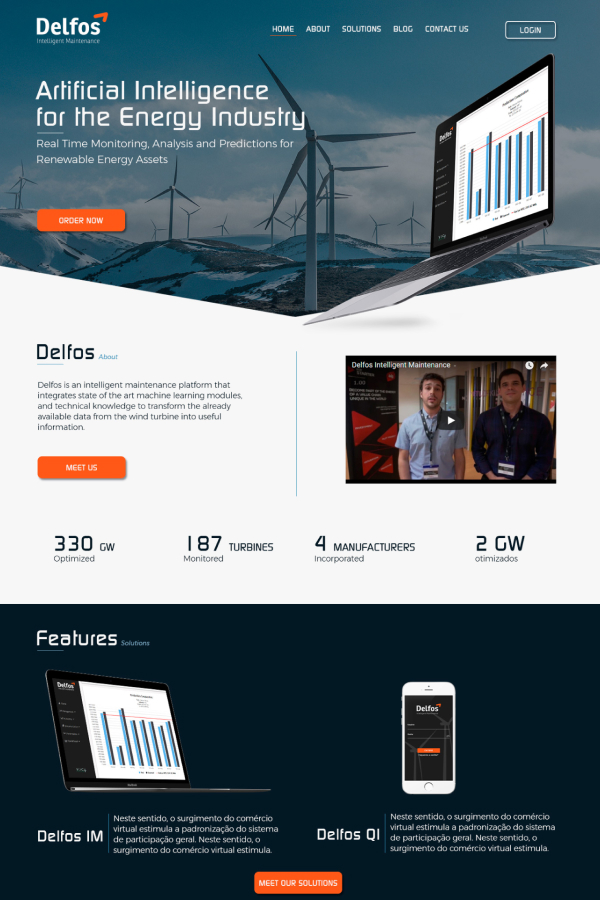 Delfos
Intelligent Maintenance
HOME ABOUT SOLUTIONS BLOG CONTACT US LOGIN
Artificial Intelligence
for the Energy Industry
Real Time Monitoring, Analysis and Predictions for
Renewable Energy Assets
ORDER NOW
Delfos
Delfos About
Delfos is an intelligent maintenance platform that
integrates state of the art machine learning modules,
and technical knowledge to transform the already
available data from the wind turbine into useful
information.
MEET US
Delfos Intelligent Maintenance -
330 GW
Optimized
187 TURBINES
Monitored
4 MANUFACTURERS
Incorporated
2 GW
otimizados
Features Solutions
Delfos
Delfos
Delfos IM
Neste sentido, o surgimento do comércio
virtual estimula a padronização do sistema
de participação geral. Neste sentido, o
surgimento do comércio virtual estimula.
Delfos QI
Neste sentido, o surgimento do comércio
virtual estimula a padronização do sistema
de participação geral. Neste sentido, o
surgimento do comércio virtual estimula.
MEET OUR SOLUTIONS